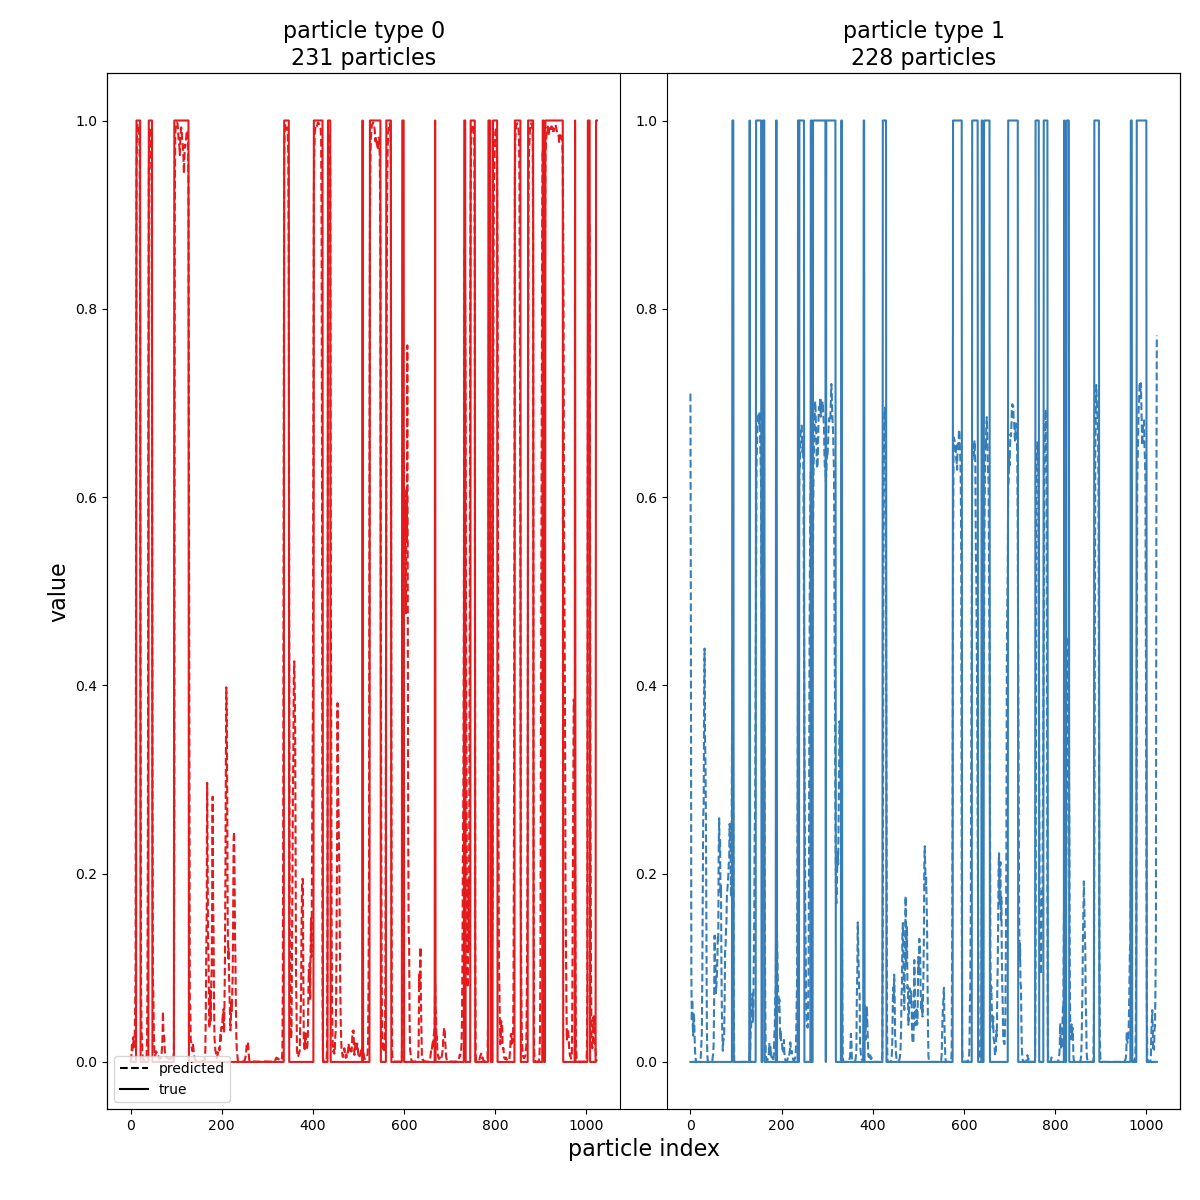 particle type 0
231 particles
particle type 1
228 particles
1.0
0.8
0.6
0.4
0.2
0.0
1.0
0.8
0.6
0.4
0.2
0.0
value
predicted
true
0 200 400 600 800 1000
0 200 400 600 800 1000
particle index